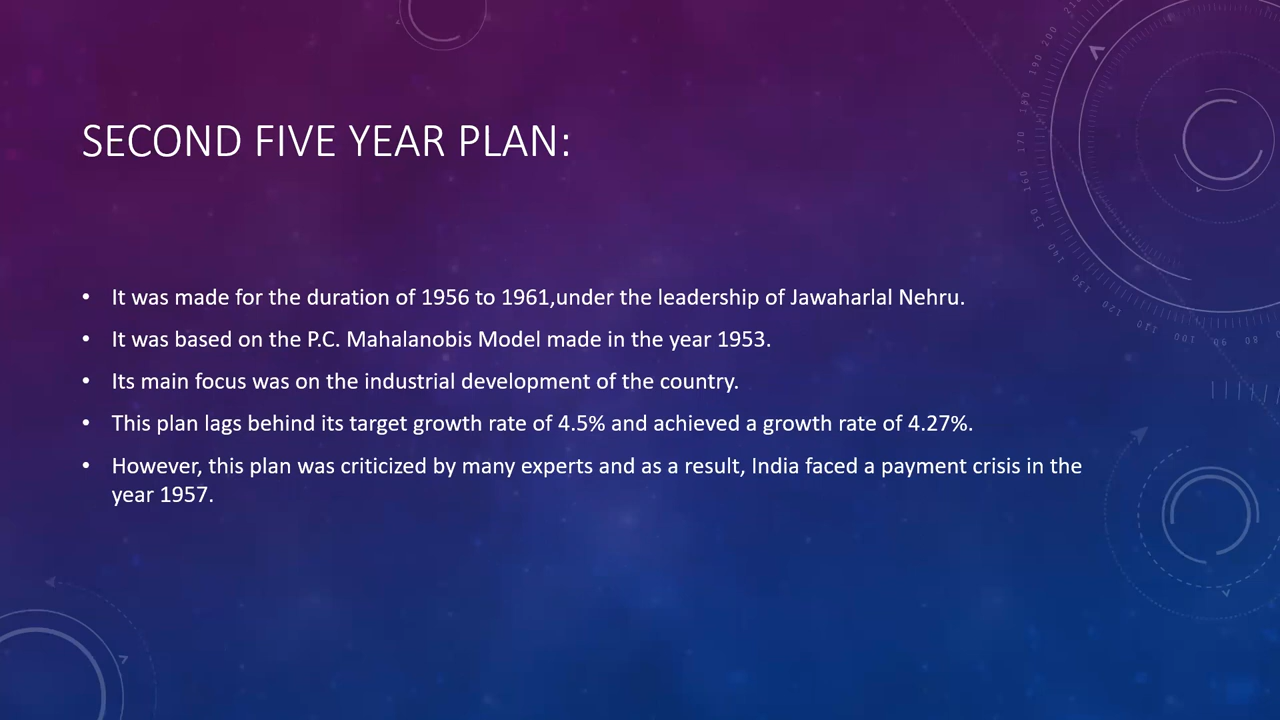 SECOND FIVE YEAR PLAN:
• It was made for the duration of 1956 to 1961,under the leadership of Jawaharlal Nehru.
• It was based on the P.C. Mahalanobis Model made in the year 1953.
• Its main focus was on the industrial development of the country.
• This plan lags behind its target growth rate of 4.5% and achieved a growth rate of 4.27%.
• However, this plan was criticized by many experts and as a result, India faced a payment crisis in the
year 1957.